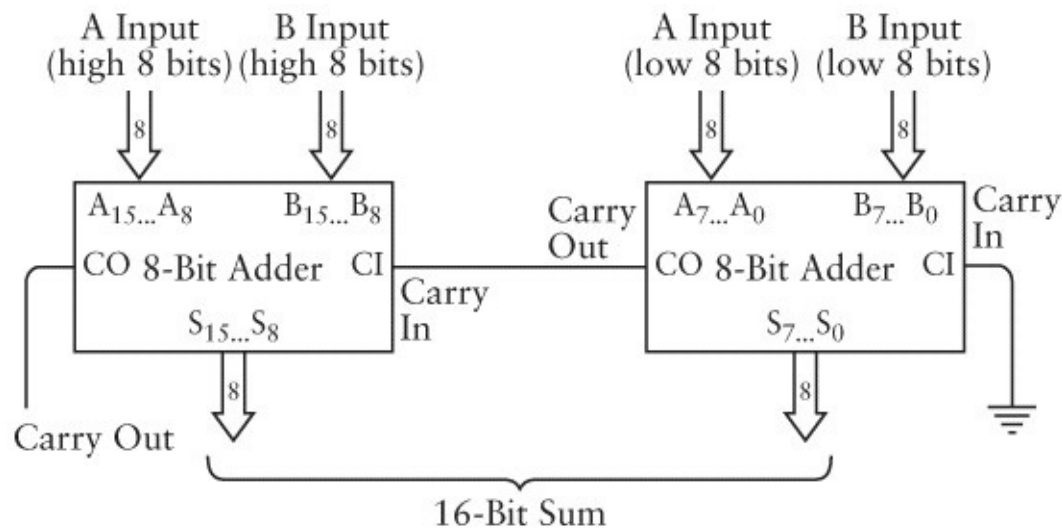 A Input
(high 8 bits)
B Input
(high 8 bits)
A Input
(low 8 bits)
B Input
(low 8 bits)
8
8
8
8
A₁₅...A₈
B₁₅...B₈
CO
8-Bit Adder
CI
S₁₅...S₈
Carry
In
Carry
Out
A₇...A₀
B₇...B₀
CO
8-Bit Adder
CI
S₇...S₀
Carry
In
8
8
Carry Out
16-Bit Sum